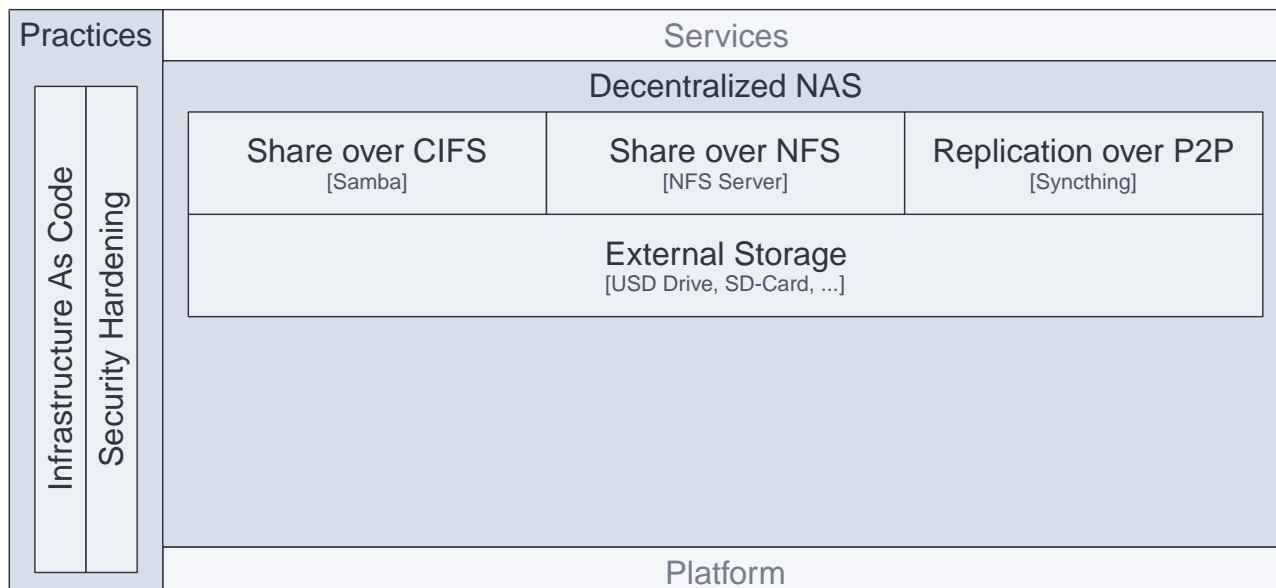 Practices
Services
Decentralized NAS
Share over CIFS
[Samba]
Share over NFS
[NFS Server]
Replication over P2P
[Syncthing]
External Storage
[USD Drive, SD-Card, ...]
Infrastructure As Code
Security Hardening
Platform